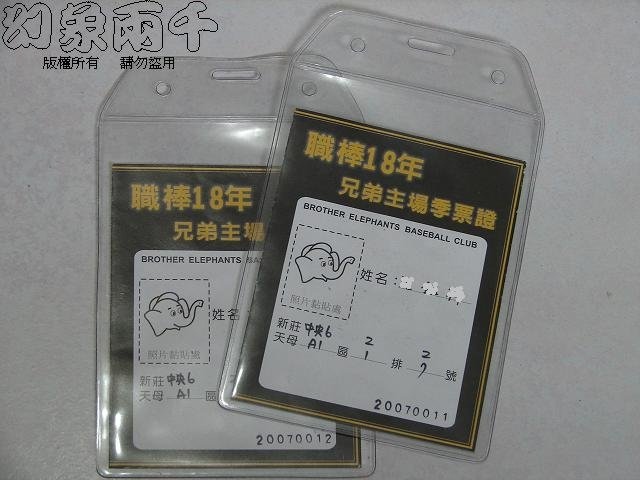 幻象兩千
版權所有 請勿盜用
職棒18年
兄弟主場
BROTHER ELEPHANTS BA
照片黏貼處
姓名
新莊 中央6
天母 A1 區
20070012
職棒18年
兄弟主場季票證
BROTHER ELEPHANTS BASEBALL CLUB
照片黏貼處
姓名：
新莊 中央6 2 2
天母 A1 區 1 排 7 號
20070011